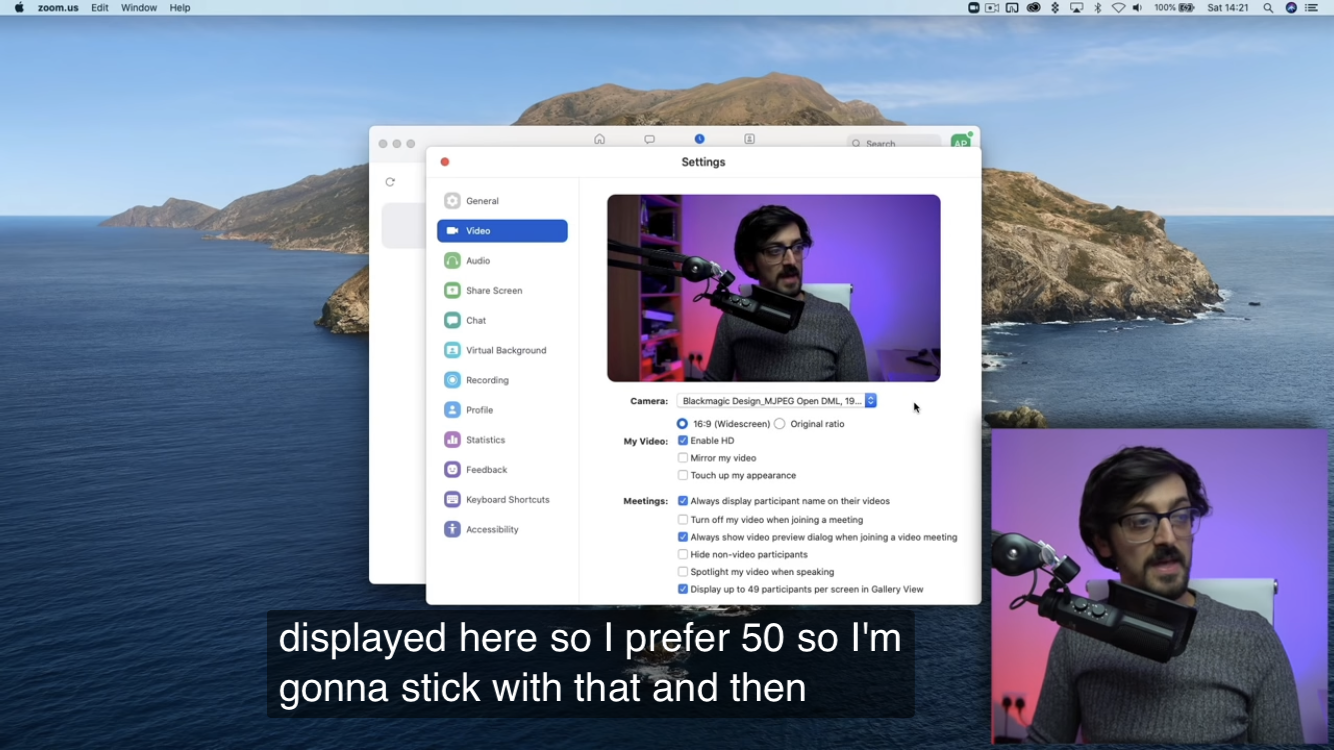 zoom.us Edit Window Help 100% Sat 14:21
Search AP
Settings
General
Video
Audio
Share Screen
Chat
Virtual Background
Recording
Profile
Statistics
Feedback
Keyboard Shortcuts
Accessibility
Camera: Blackmagic Design_MJPEG Open DML, 19...
16:9 (Widescreen) Original ratio
My Video: Enable HD
Mirror my video
Touch up my appearance
Meetings: Always display participant name on their videos
Turn off my video when joining a meeting
Always show video preview dialog when joining a video meeting
Hide non-video participants
Spotlight my video when speaking
Display up to 49 participants per screen in Gallery View
displayed here so I prefer 50 so I'm
gonna stick with that and then